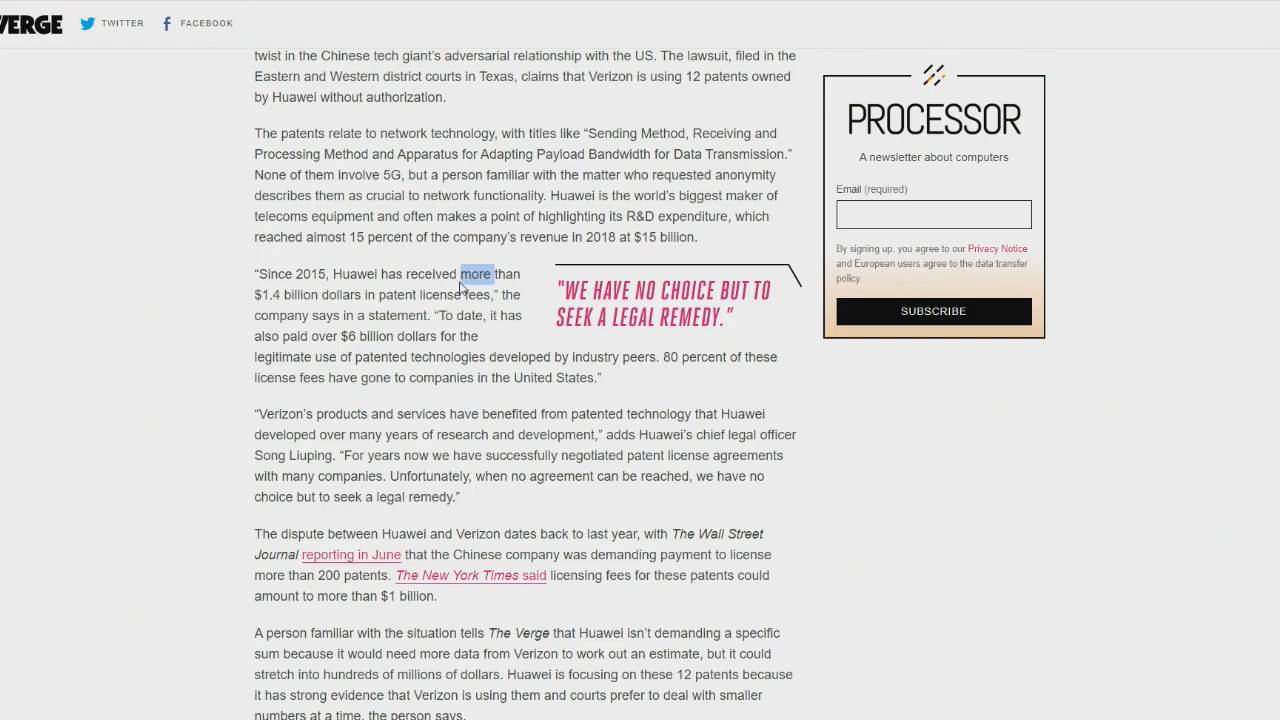 VERGE
TWITTER
FACEBOOK
twist in the Chinese tech giant’s adversarial relationship with the US. The lawsuit, filed in the
Eastern and Western district courts in Texas, claims that Verizon is using 12 patents owned
by Huawei without authorization.
The patents relate to network technology, with titles like “Sending Method, Receiving and
Processing Method and Apparatus for Adapting Payload Bandwidth for Data Transmission.”
None of them involve 5G, but a person familiar with the matter who requested anonymity
describes them as crucial to network functionality. Huawei is the world’s biggest maker of
telecoms equipment and often makes a point of highlighting its R&D expenditure, which
reached almost 15 percent of the company’s revenue in 2018 at $15 billion.
“Since 2015, Huawei has received more than
$1.4 billion dollars in patent license fees,” the
company says in a statement. “To date, it has
also paid over $6 billion dollars for the
legitimate use of patented technologies developed by industry peers. 80 percent of these
license fees have gone to companies in the United States.”
"WE HAVE NO CHOICE BUT TO
SEEK A LEGAL REMEDY."
“Verizon’s products and services have benefited from patented technology that Huawei
developed over many years of research and development,” adds Huawei’s chief legal officer
Song Liuping. “For years now we have successfully negotiated patent license agreements
with many companies. Unfortunately, when no agreement can be reached, we have no
choice but to seek a legal remedy.”
The dispute between Huawei and Verizon dates back to last year, with The Wall Street
Journal reporting in June that the Chinese company was demanding payment to license
more than 200 patents. The New York Times said licensing fees for these patents could
amount to more than $1 billion.
A person familiar with the situation tells The Verge that Huawei isn’t demanding a specific
sum because it would need more data from Verizon to work out an estimate, but it could
stretch into hundreds of millions of dollars. Huawei is focusing on these 12 patents because
it has strong evidence that Verizon is using them and courts prefer to deal with smaller
numbers at a time, the person says.
PROCESSOR
A newsletter about computers
Email (required)
By signing up, you agree to our Privacy Notice
and European users agree to the data transfer
policy.
SUBSCRIBE